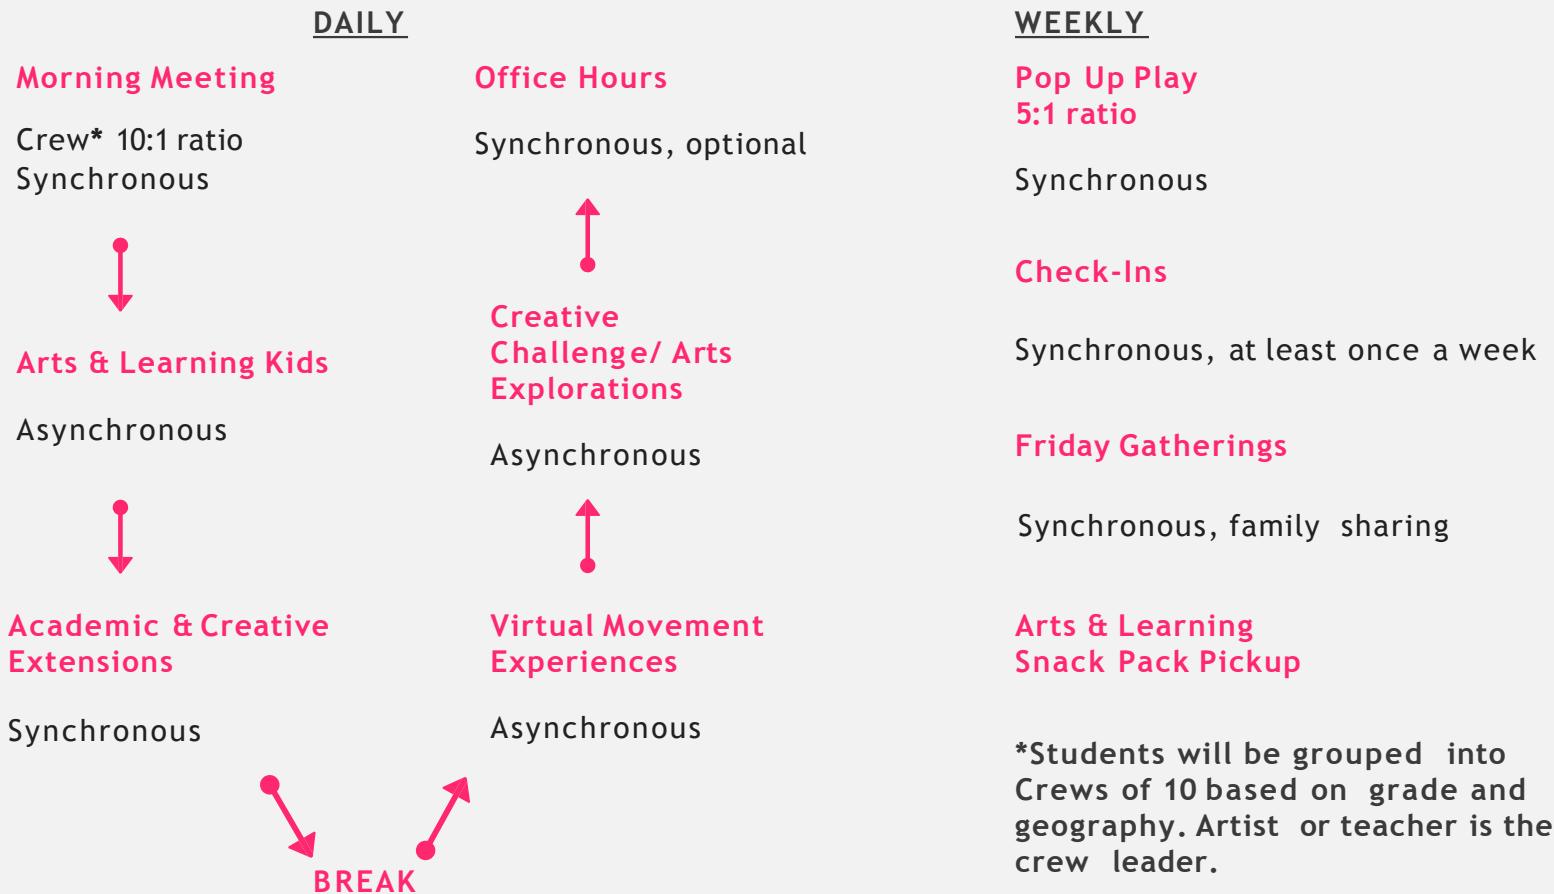 DAILY
Morning Meeting
Crew* 10:1 ratio
Synchronous
Arts & Learning Kids
Asynchronous
Academic & Creative
Extensions
Synchronous
BREAK
Virtual Movement
Experiences
Asynchronous
Creative
Challenge/ Arts
Explorations
Asynchronous
Office Hours
Synchronous, optional
WEEKLY
Pop Up Play
5:1 ratio
Synchronous
Check-Ins
Synchronous, at least once a week
Friday Gatherings
Synchronous, family sharing
Arts & Learning
Snack Pack Pickup
*Students will be grouped into
Crews of 10 based on grade and
geography. Artist or teacher is the
crew leader.